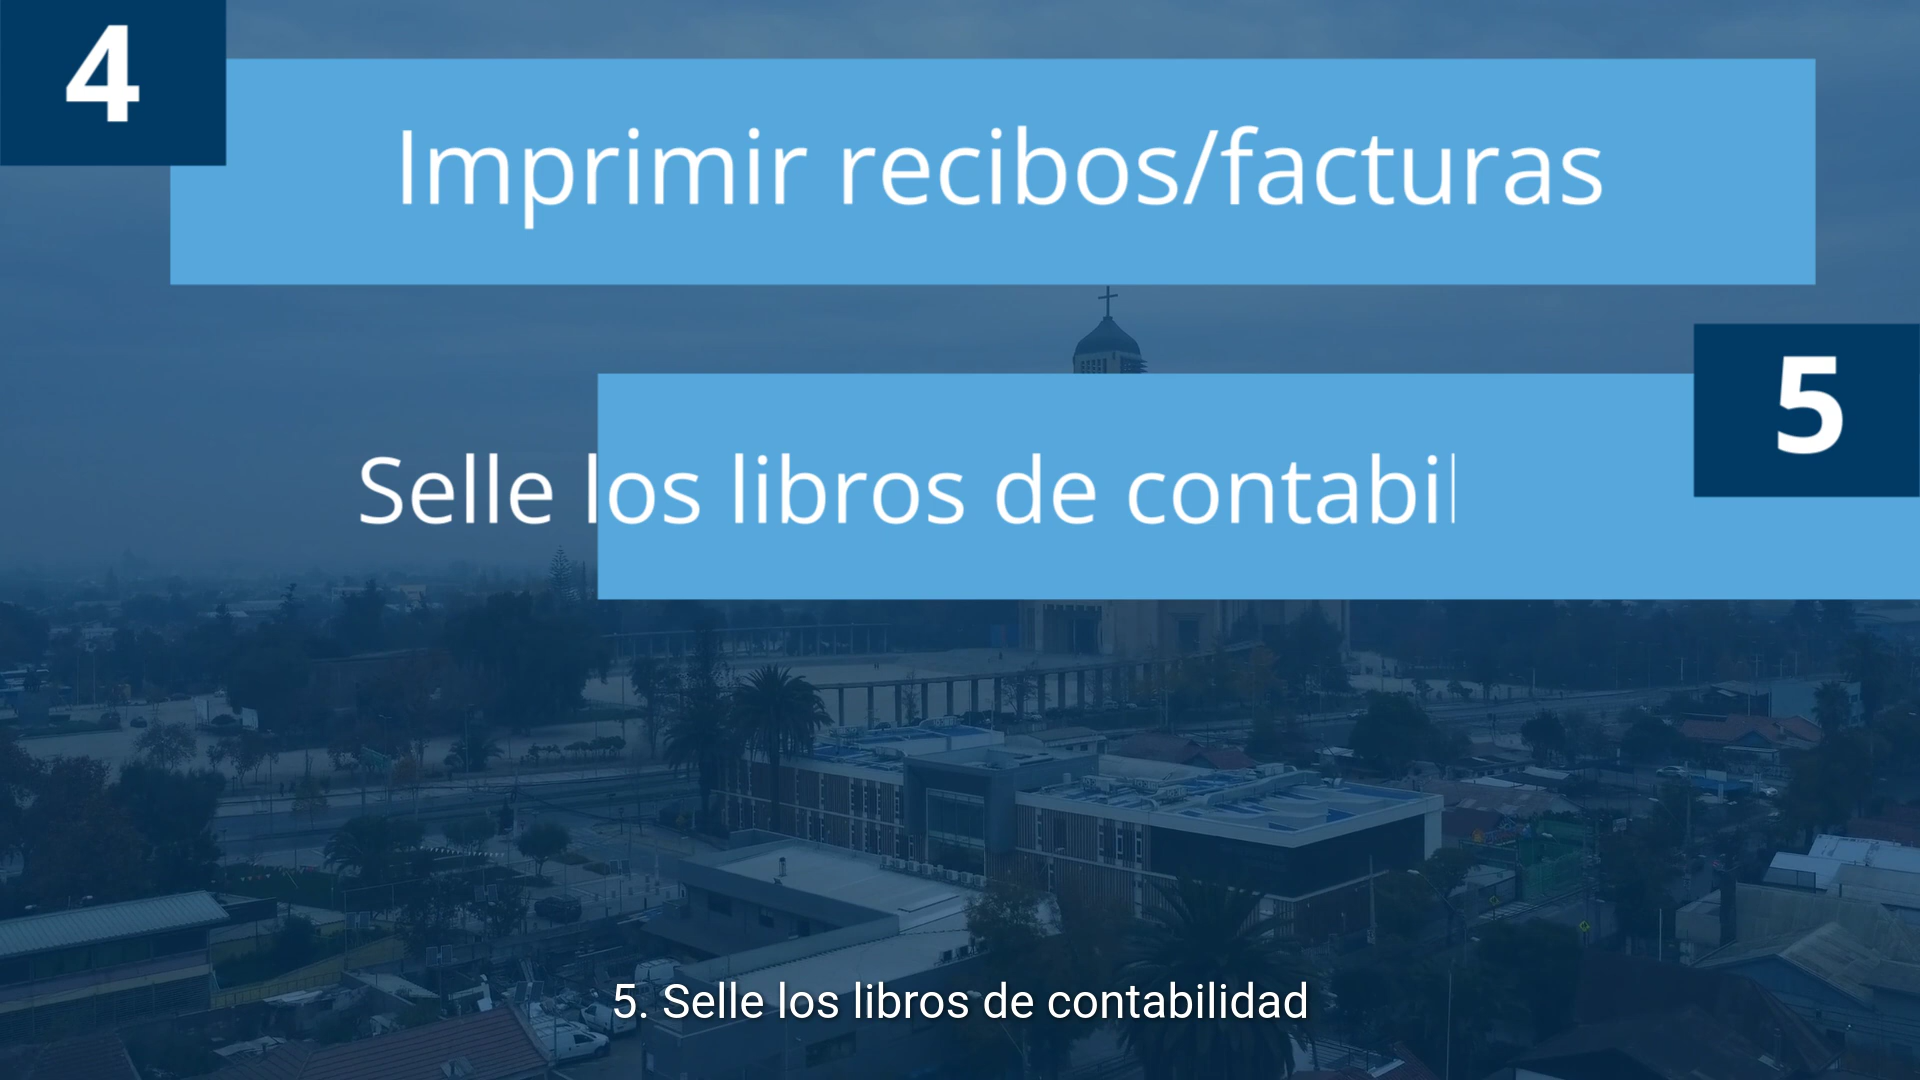 4
Imprimir recibos/facturas
5
Selle los libros de contabil
5. Selle los libros de contabilidad